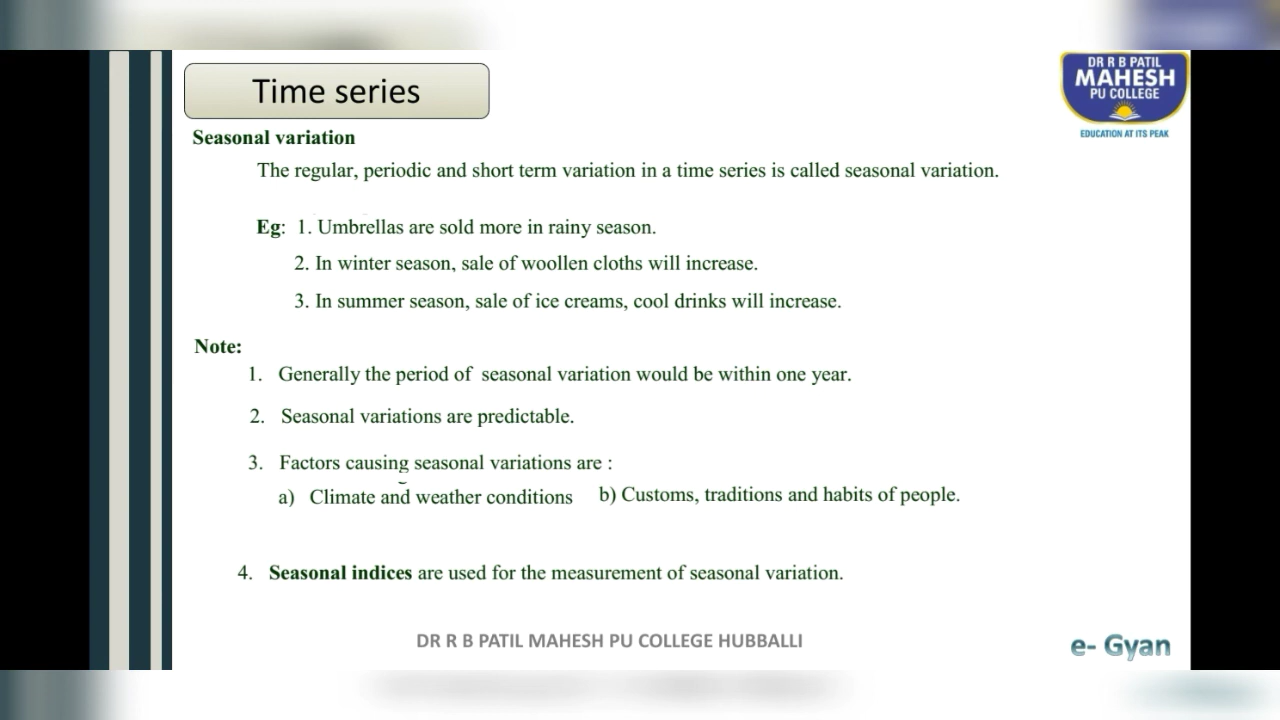 Time series
DR R B PATIL
MAHESH
PU COLLEGE
EDUCATION AT ITS PEAK
Seasonal variation
The regular, periodic and short term variation in a time series is called seasonal variation.
Eg: 1. Umbrellas are sold more in rainy season.
2. In winter season, sale of woollen cloths will increase.
3. In summer season, sale of ice creams, cool drinks will increase.
Note:
1. Generally the period of seasonal variation would be within one year.
2. Seasonal variations are predictable.
3. Factors causing seasonal variations are :
a) Climate and weather conditions b) Customs, traditions and habits of people.
4. Seasonal indices are used for the measurement of seasonal variation.
DR R B PATIL MAHESH PU COLLEGE HUBBALLI
e- Gyan